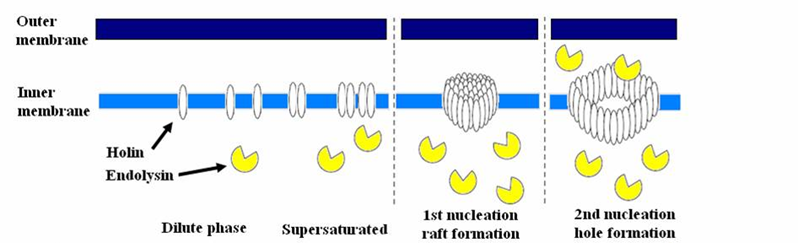 Outer
membrane
Inner
membrane
Holin
Endolysin
Dilute phase
Supersaturated
1st nucleation
raft formation
2nd nucleation
hole formation